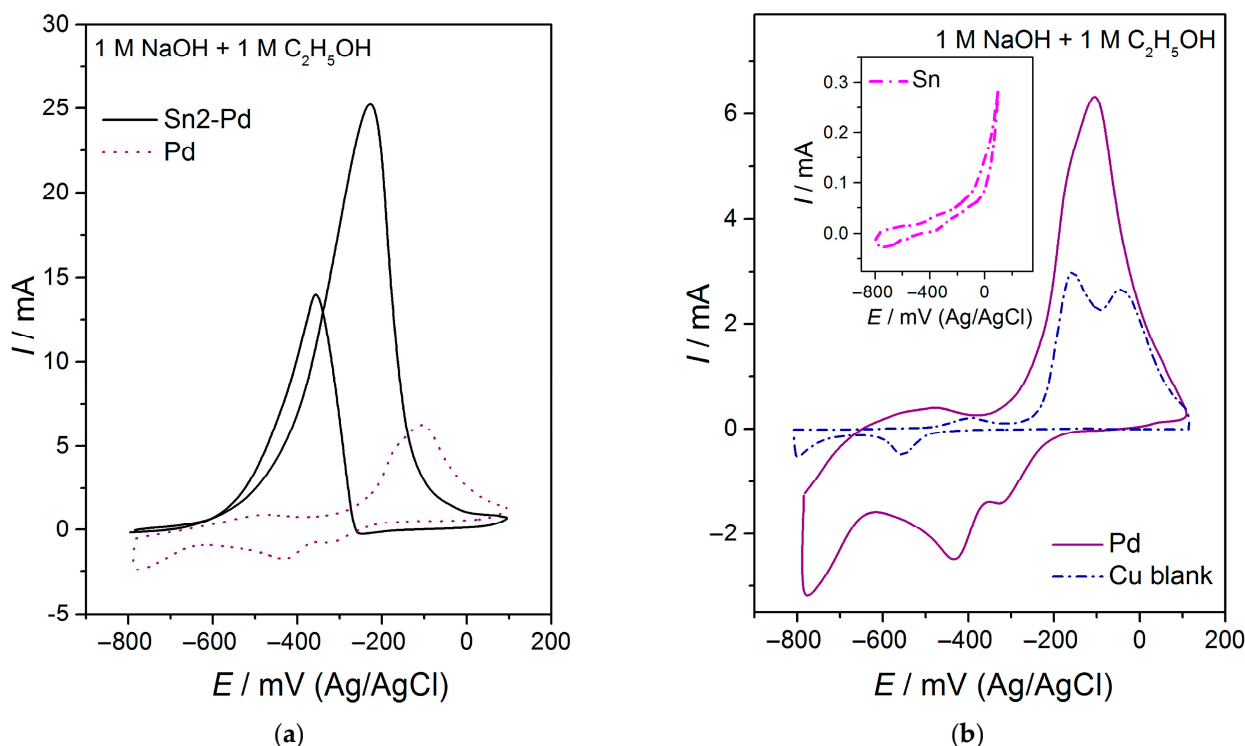 1 M NaOH + 1 M C₂H₅OH
Sn2-Pd
Pd
30
25
20
15
10
5
0
-5
I / mA
−800
−600
−400
−200
0
200
E / mV (Ag/AgCl)
(a)
1 M NaOH + 1 M C₂H₅OH
Sn
0.3
0.2
0.1
0.0
I / mA
−800
−400
0
E / mV (Ag/AgCl)
6
4
2
0
−2
I / mA
Pd
Cu blank
−800
−600
−400
−200
0
200
E / mV (Ag/AgCl)
(b)